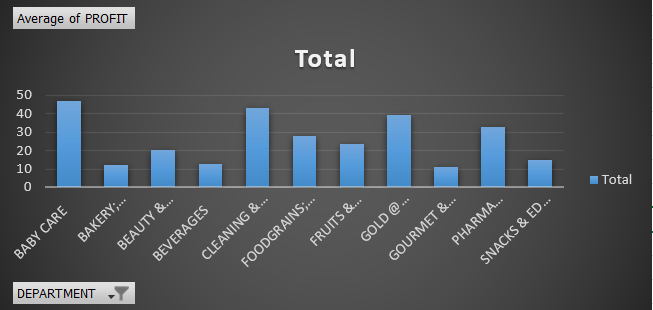 Average of PROFIT
Total
50
40
30
20
10
0
Total
BABY CARE
BAKERY;...
BEAUTY &...
BEVERAGES
CLEANING &...
FOODGRAINS;...
FRUITS &...
GOLD @...
GOURMET &...
PHARMA...
SNACKS & ED...
DEPARTMENT